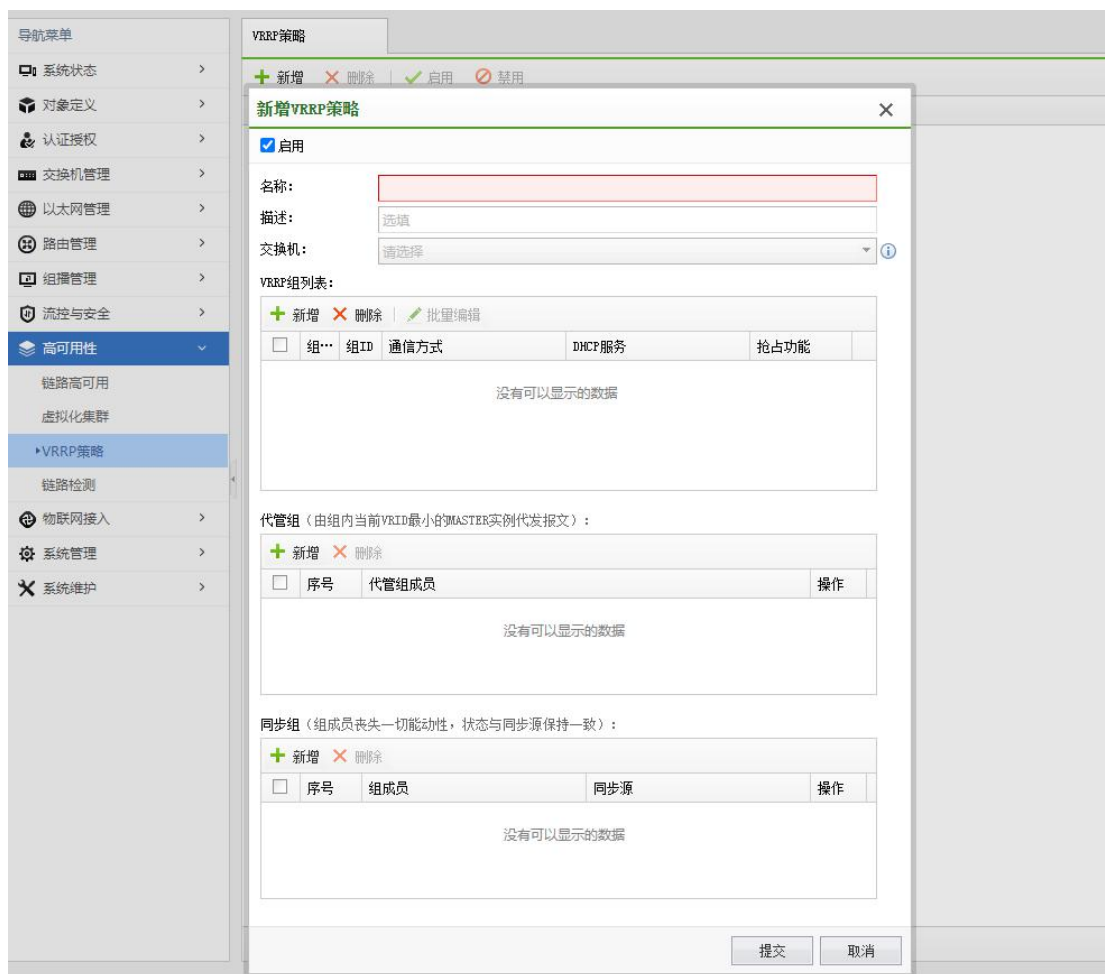 导航菜单
系统状态
对象定义
认证授权
交换机管理
以太网管理
路由管理
组播管理
流控与安全
高可用性
链路高可用
虚拟化集群
VRRP策略
链路检测
物联网接入
系统管理
系统维护
VRRP策略
新增 删除 启用 禁用
新增VRRP策略
启用
名称:
描述: 选填
交换机: 请选择
VRRP组列表:
新增 删除 批量编辑
组… 组ID 通信方式 DHCP服务 抢占功能
没有可以显示的数据
代管组(由组内当前VRID最小的MASTER实例代发报文):
新增 删除
序号 代管组成员 操作
没有可以显示的数据
同步组(组成员丧失一切能动性，状态与同步源保持一致):
新增 删除
序号 组成员 同步源 操作
没有可以显示的数据
提交 取消